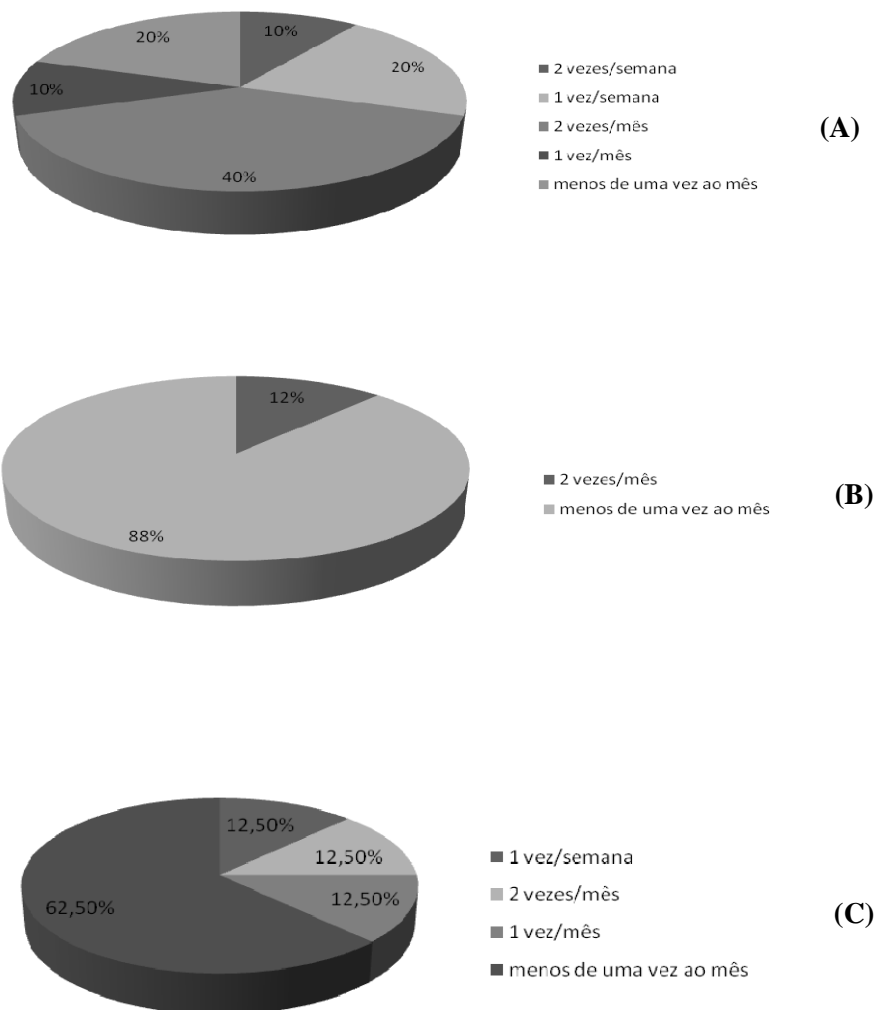 10%
20%
40%
10%
20%
2 vezes/semana
1 vez/semana
2 vezes/mês
1 vez/mês
menos de uma vez ao mês
(A)
12%
88%
2 vezes/mês
menos de uma vez ao mês
(B)
12,50%
12,50%
12,50%
62,50%
1 vez/semana
2 vezes/mês
1 vez/mês
menos de uma vez ao mês
(C)